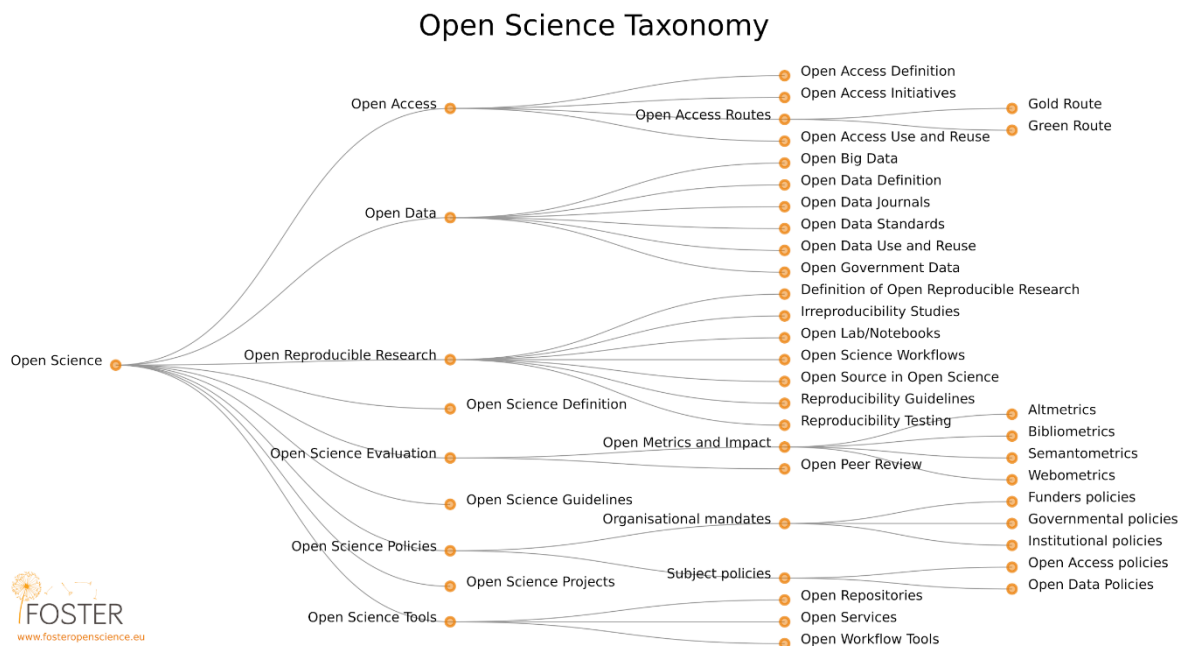 Open Science Taxonomy
Open Science
Open Access
Open Access Definition
Open Access Initiatives
Open Access Routes
Gold Route
Green Route
Open Access Use and Reuse
Open Data
Open Big Data
Open Data Definition
Open Data Journals
Open Data Standards
Open Data Use and Reuse
Open Government Data
Open Reproducible Research
Definition of Open Reproducible Research
Irreproducibility Studies
Open Lab/Notebooks
Open Science Workflows
Open Source in Open Science
Reproducibility Guidelines
Reproducibility Testing
Open Science Definition
Open Science Evaluation
Open Metrics and Impact
Altmetrics
Bibliometrics
Semantometrics
Webometrics
Open Peer Review
Open Science Guidelines
Open Science Policies
Organisational mandates
Funders policies
Governmental policies
Institutional policies
Subject policies
Open Access policies
Open Data Policies
Open Science Projects
Open Science Tools
Open Repositories
Open Services
Open Workflow Tools
FOSTER
www.fosteropenscience.eu